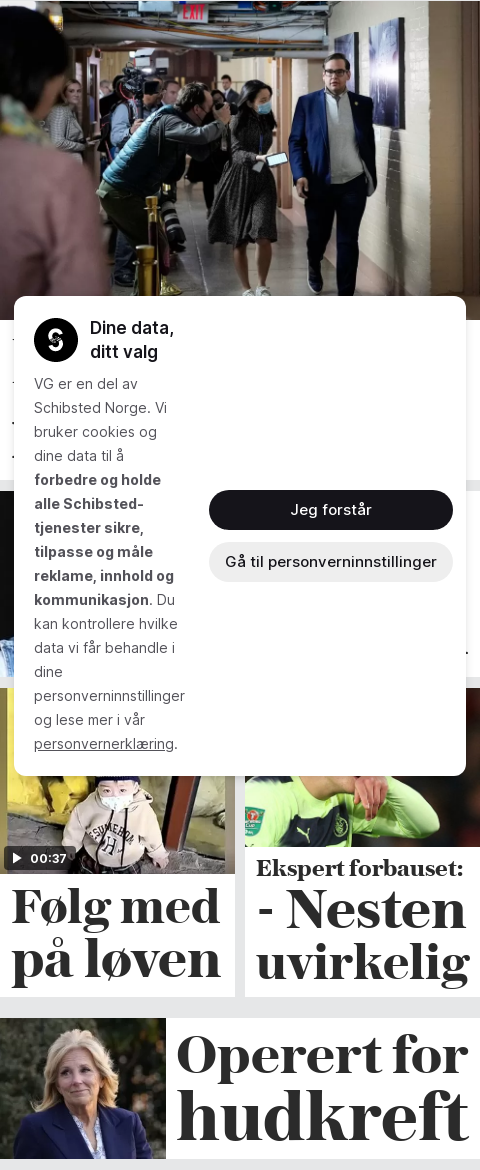 EXIT
Dine data,
ditt valg
VG er en del av
Schibsted Norge. Vi
bruker cookies og
dine data til å
forbedre og holde
alle Schibsted-
tjenester sikre,
tilpasse og måle
reklame, innhold og
kommunikasjon. Du
kan kontrollere hvilke
data vi får behandle i
dine
personverninnstillinger
og lese mer i vår
personvernerklæring.
Jeg forstår
Gå til personverninnstillinger
00:37
Følg med
på løven
Ekspert forbauset:
- Nesten
uvirkelig
Operert for
hudkreft